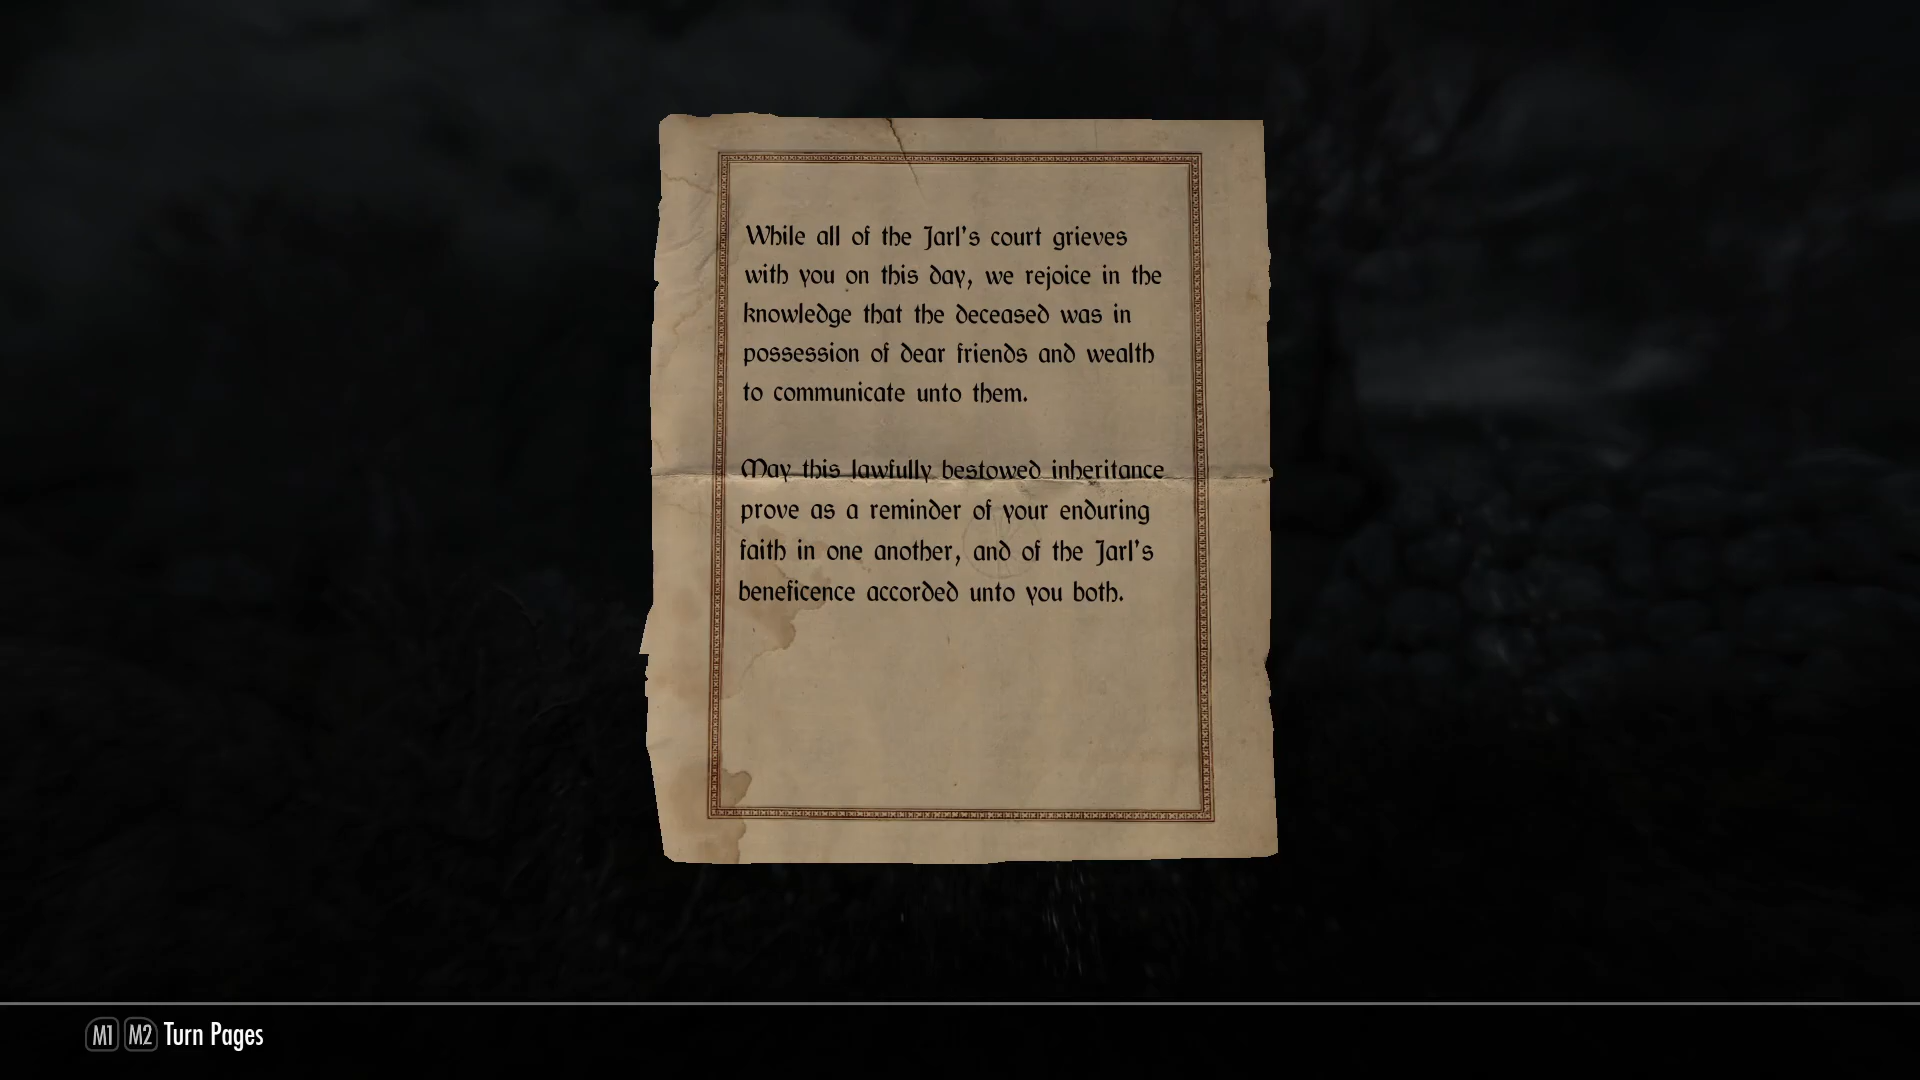 While all of the Jarl's court grieves
with you on this day, we rejoice in the
knowledge that the deceased was in
possession of dear friends and wealth
to communicate unto them.
May this lawfully bestowed inheritance
prove as a reminder of your enduring
faith in one another, and of the Jarl's
beneficence accorded unto you both.
M1 M2 Turn Pages